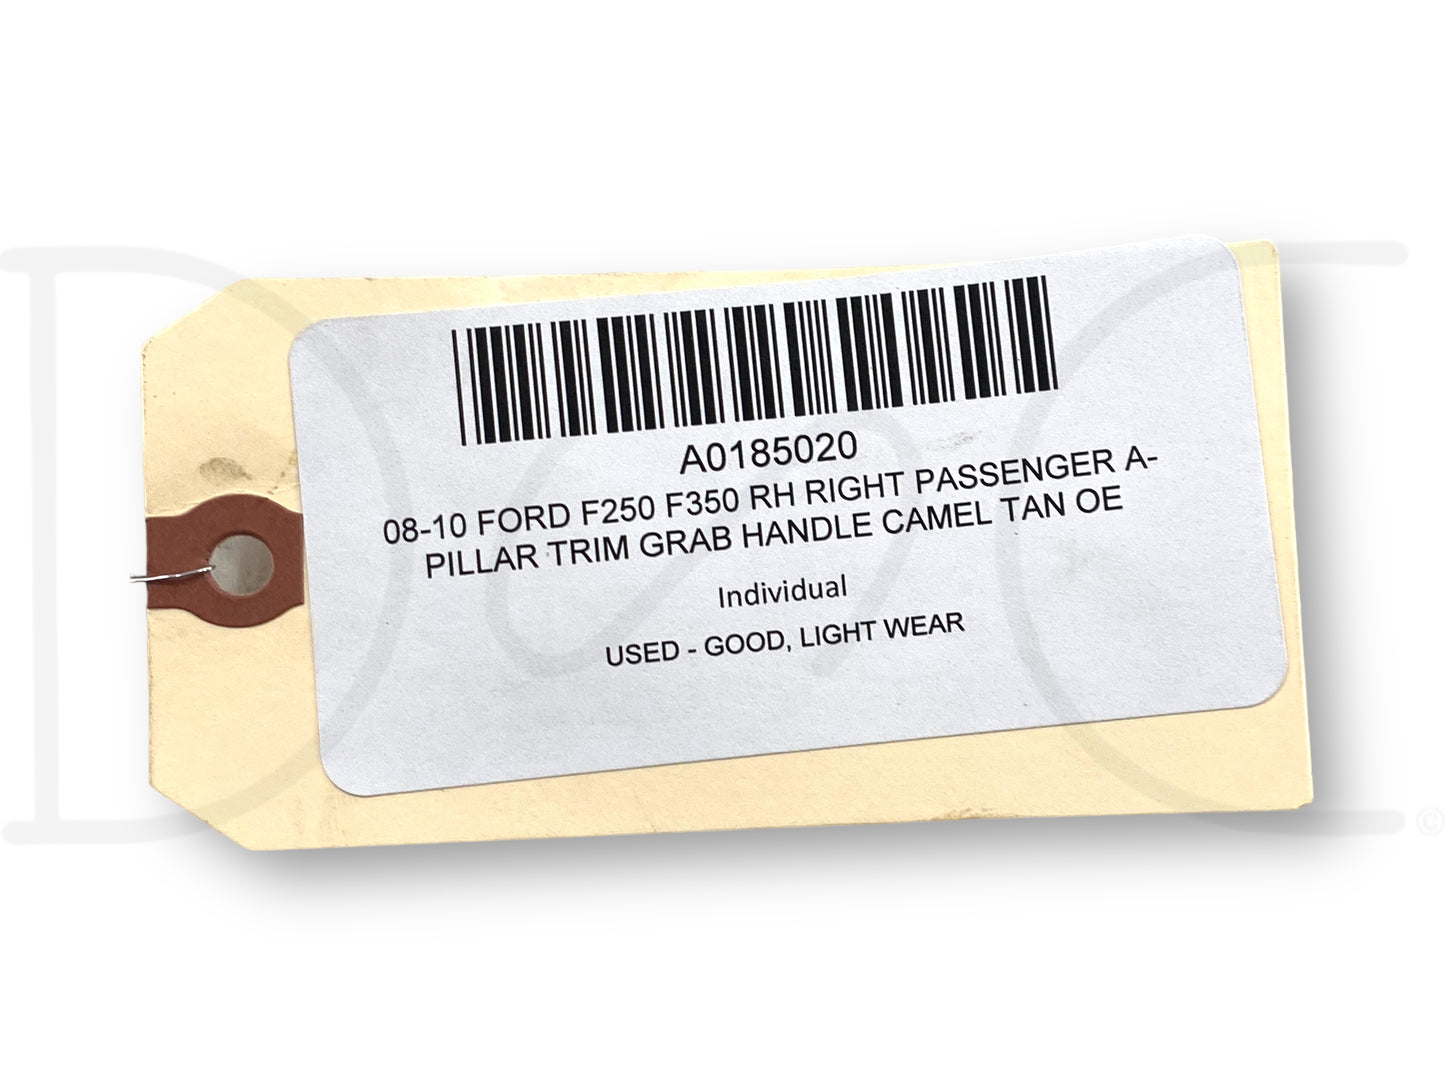 A0185020
08-10 FORD F250 F350 RH RIGHT PASSENGER A-
PILLAR TRIM GRAB HANDLE CAMEL TAN OE
Individual
USED - GOOD, LIGHT WEAR
©